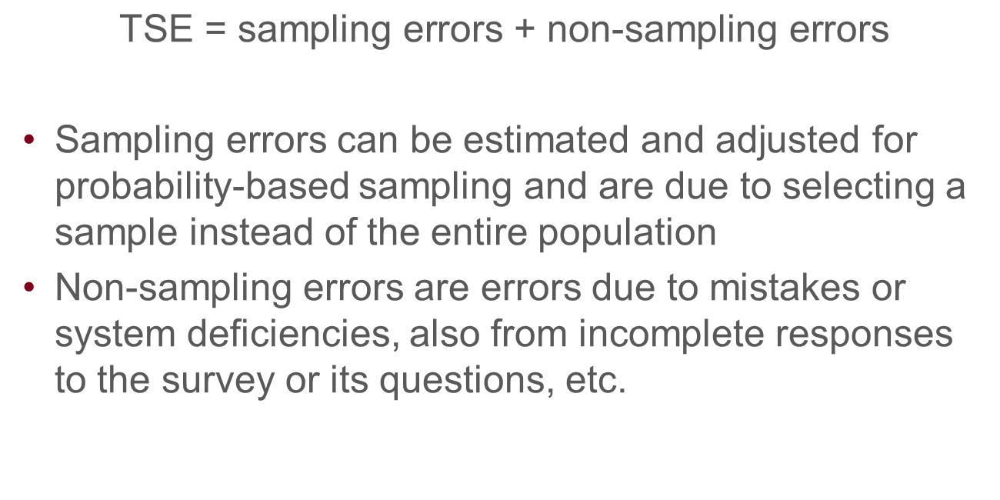 TSE = sampling errors + non-sampling errors
• Sampling errors can be estimated and adjusted for
probability-based sampling and are due to selecting a
sample instead of the entire population
• Non-sampling errors are errors due to mistakes or
system deficiencies, also from incomplete responses
to the survey or its questions, etc.